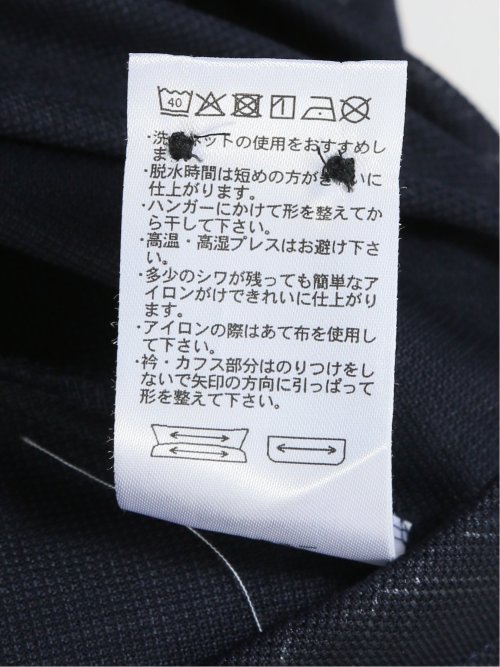 40
・洗ネットの使用をおすすめし
ま
・脱水時間は短めの方がいに
仕上がります。
・ハンガーにかけて形を整えてか
ら干して下さい。
・高温・高湿プレスはお避け下さ
い。
・多少のシワが残っても簡単なア
イロンがけできれいに仕上がり
ます。
・アイロンの際はあて布を使用し
て下さい。
・衿・カフス部分はのりつけをし
ないで矢印の方向に引っぱって
形を整えて下さい。